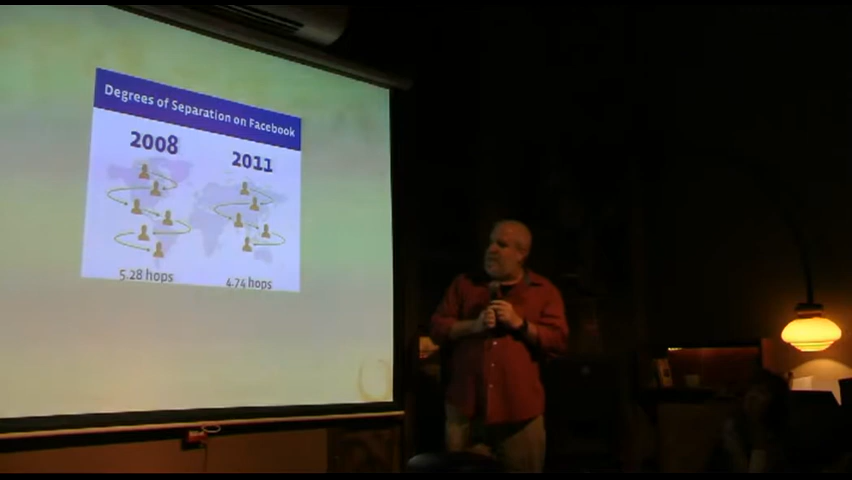 Degrees of Separation on Facebook
2008
2011
5.28 hops
4.74 hops